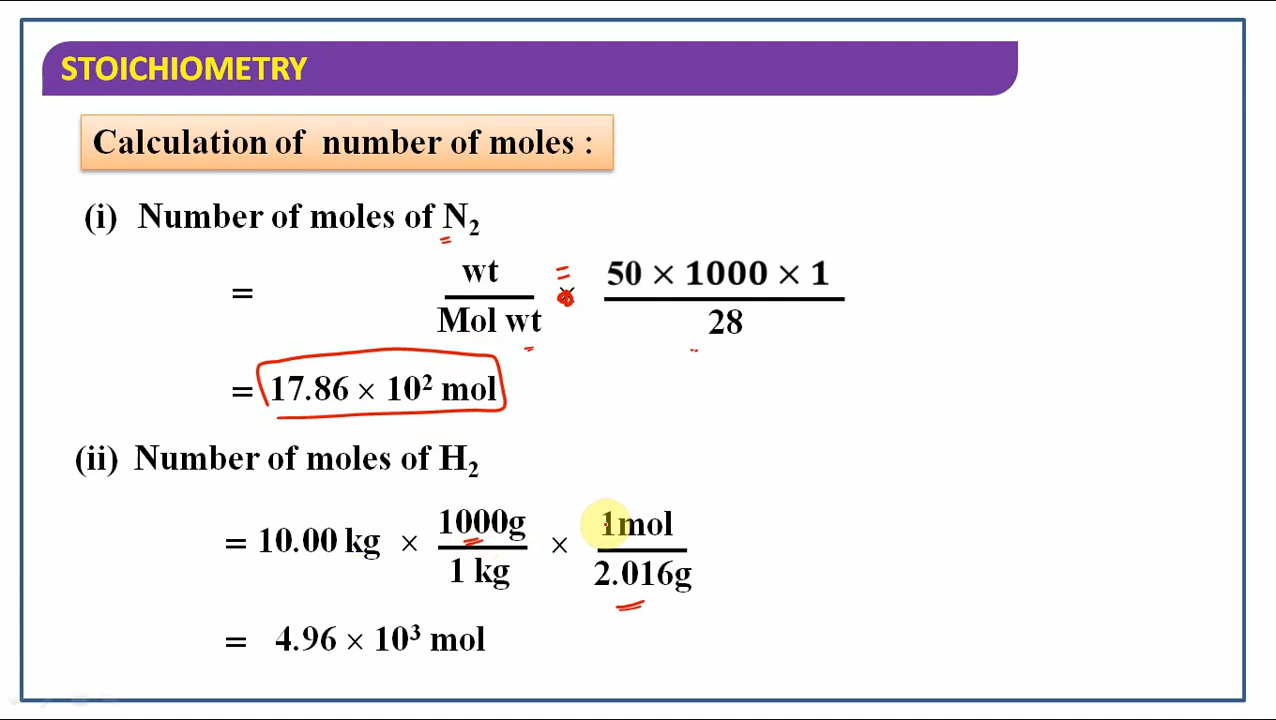 STOICHIOMETRY
Calculation of number of moles :
(i) Number of moles of N₂
= wt / Mol wt = 50 × 1000 × 1 / 28
= 17.86 × 10² mol
(ii) Number of moles of H₂
= 10.00 kg × 1000g / 1 kg × 1mol / 2.016g
= 4.96 × 10³ mol